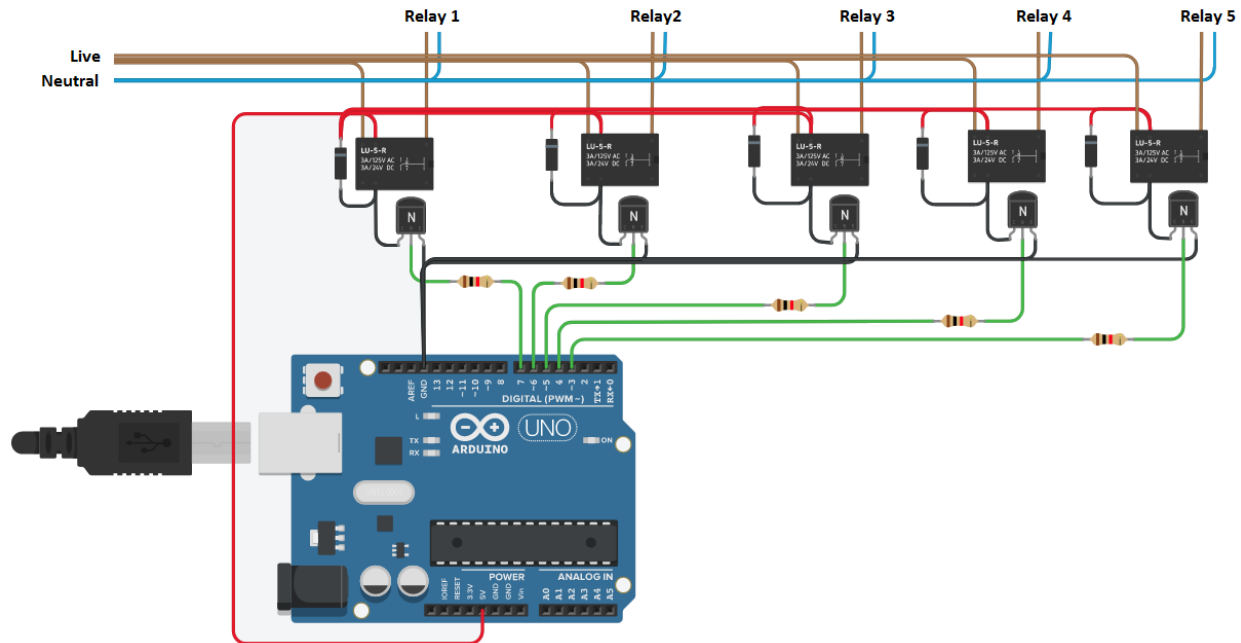 Relay 1
Relay2
Relay 3
Relay 4
Relay 5
Live
Neutral
LU-5-R
3A/125V AC
3A/24V DC
LU-5-R
3A/125V AC
3A/24V DC
LU-5-R
3A/125V AC
3A/24V DC
LU-5-R
3A/125V AC
3A/24V DC
LU-5-R
3A/125V AC
3A/24V DC
N
N
N
N
N
AREF
GND
13
12
~11
~10
~9
8
7
~6
~5
4
~3
2
TX→1
RX←0
DIGITAL (PWM~)
L
TX
RX
ARDUINO
UNO
ON
POWER
ANALOG IN
IOREF
RESET
3.3V
5V
GND
GND
Vin
A0
A1
A2
A3
A4
A5